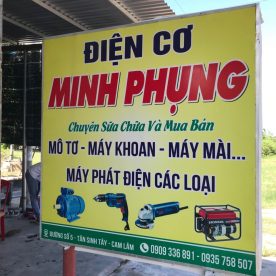 ĐIỆN CƠ
MINH PHỤNG
Chuyên Sửa Chữa Và Mua Bán
MÔ TƠ - MÁY KHOAN - MÁY MÀI...
MÁY PHÁT ĐIỆN CÁC LOẠI
ĐƯỜNG SỐ 5 - TÂN SINH TÂY - CAM LÂM
0909 336 891 - 0935 758 507